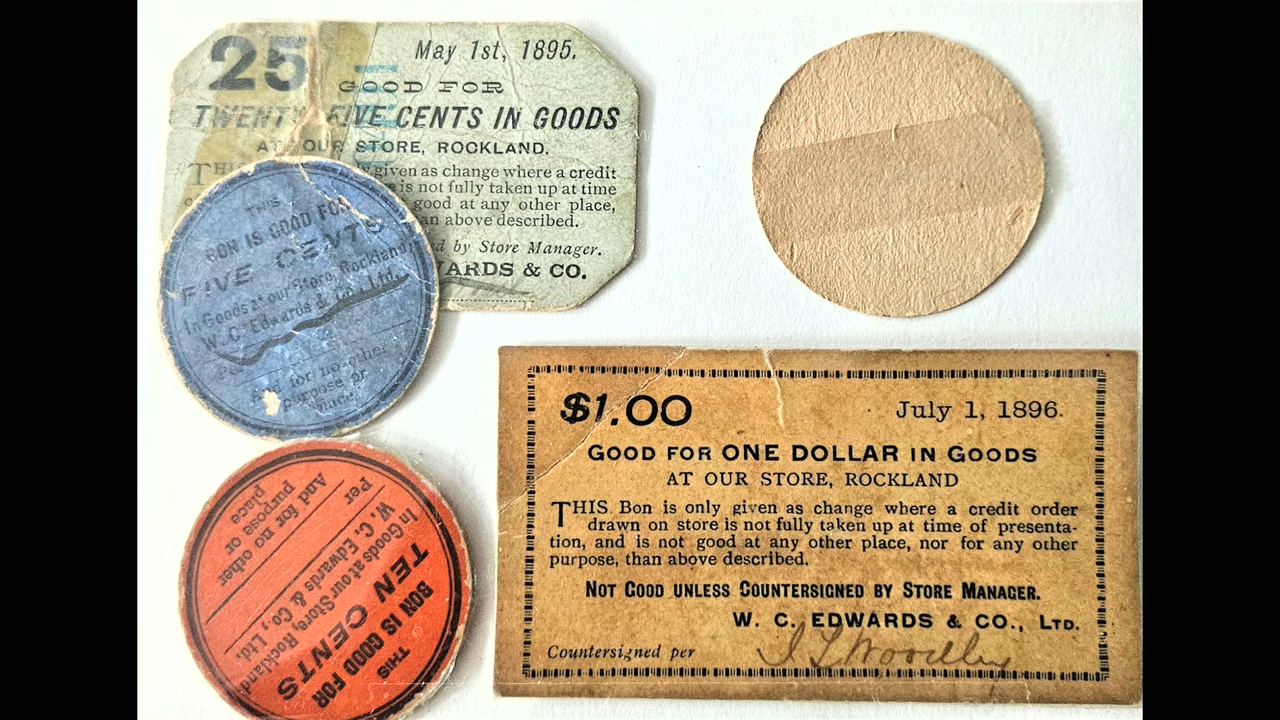 25 May 1st, 1895.
GOOD FOR
TWENTY FIVE CENTS IN GOODS
AT OUR STORE, ROCKLAND.
THIS given as change where a credit
is not fully taken up at time
good at any other place,
than above described.
by Store Manager.
& CO.
THIS
BON IS GOOD FOR
FIVE CENTS
In Goods at our Store, Rockland
W. C. Edwards & Co., Ltd.
Per
And for no other
purpose or
place.
THIS
BON IS GOOD FOR
TEN CENTS
In Goods at our Store, Rockland
W. C. Edwards & Co., Ltd.
Per
And for no other
purpose or
place
$1.00 July 1, 1896.
GOOD FOR ONE DOLLAR IN GOODS
AT OUR STORE, ROCKLAND
THIS Bon is only given as change where a credit order
drawn on store is not fully taken up at time of presenta-
tion, and is not good at any other place, nor for any other
purpose, than above described.
NOT GOOD UNLESS COUNTERSIGNED BY STORE MANAGER.
W. C. EDWARDS & CO., LTD.
Countersigned per